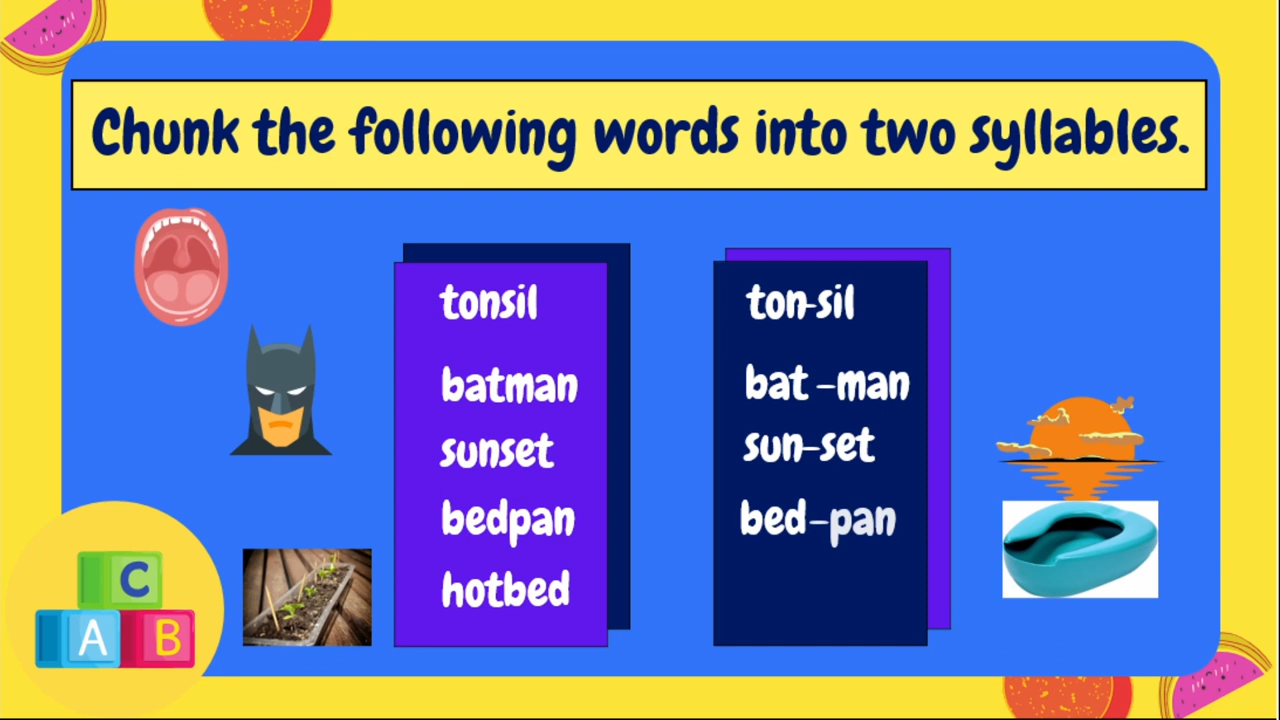 Chunk the following words into two syllables.
tonsil
batman
sunset
bedpan
hotbed
ton-sil
bat -man
sun-set
bed-pan
C
A B